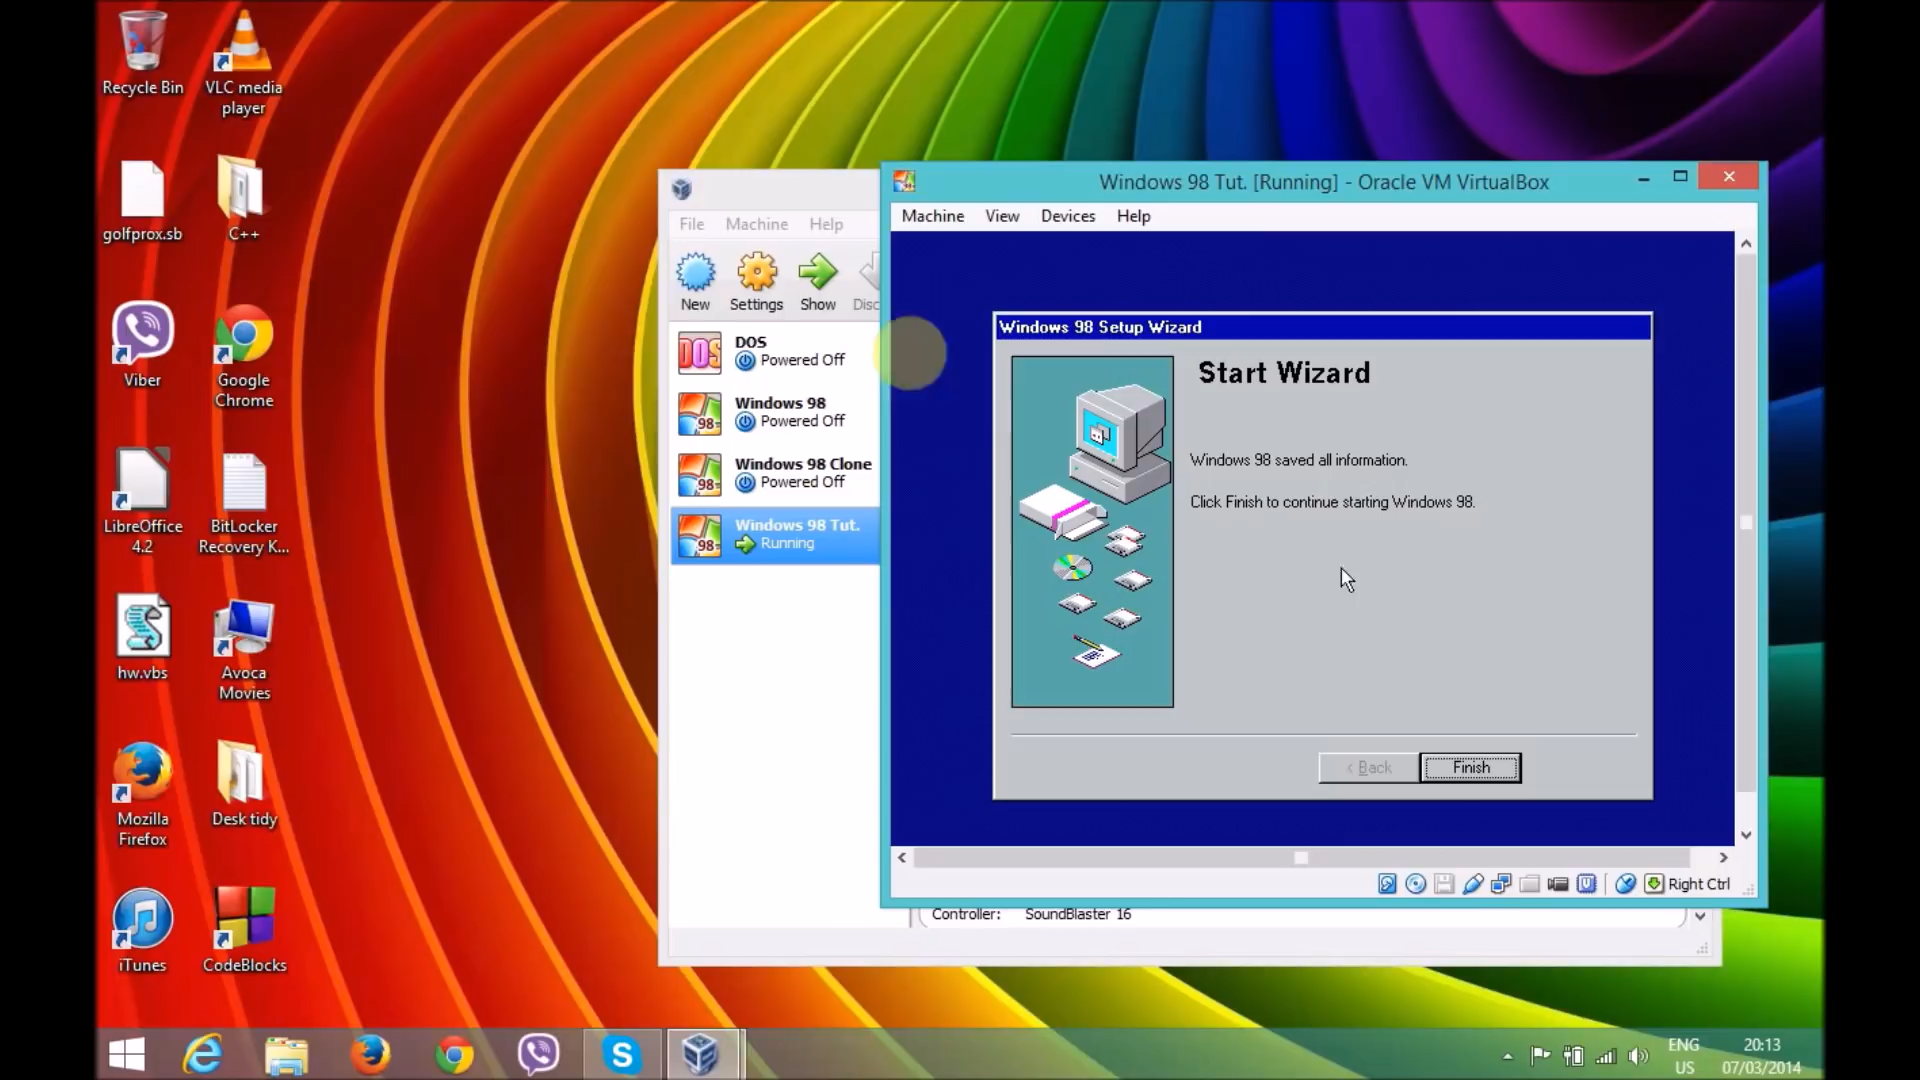 Recycle Bin
VLC media
player
golfprox.sb
C++
Viber
Google
Chrome
LibreOffice
4.2
BitLocker
Recovery K...
hw.vbs
Avoca
Movies
Mozilla
Firefox
Desk tidy
iTunes
CodeBlocks
File Machine Help
New Settings Show Disc
DOS
Powered Off
Windows 98
Powered Off
Windows 98 Clone
Powered Off
Windows 98 Tut.
Running
Windows 98 Tut. [Running] - Oracle VM VirtualBox
Machine View Devices Help
Windows 98 Setup Wizard
Start Wizard
Windows 98 saved all information.
Click Finish to continue starting Windows 98.
< Back Finish
Right Ctrl
Controller: SoundBlaster 16
ENG
US
20:13
07/03/2014